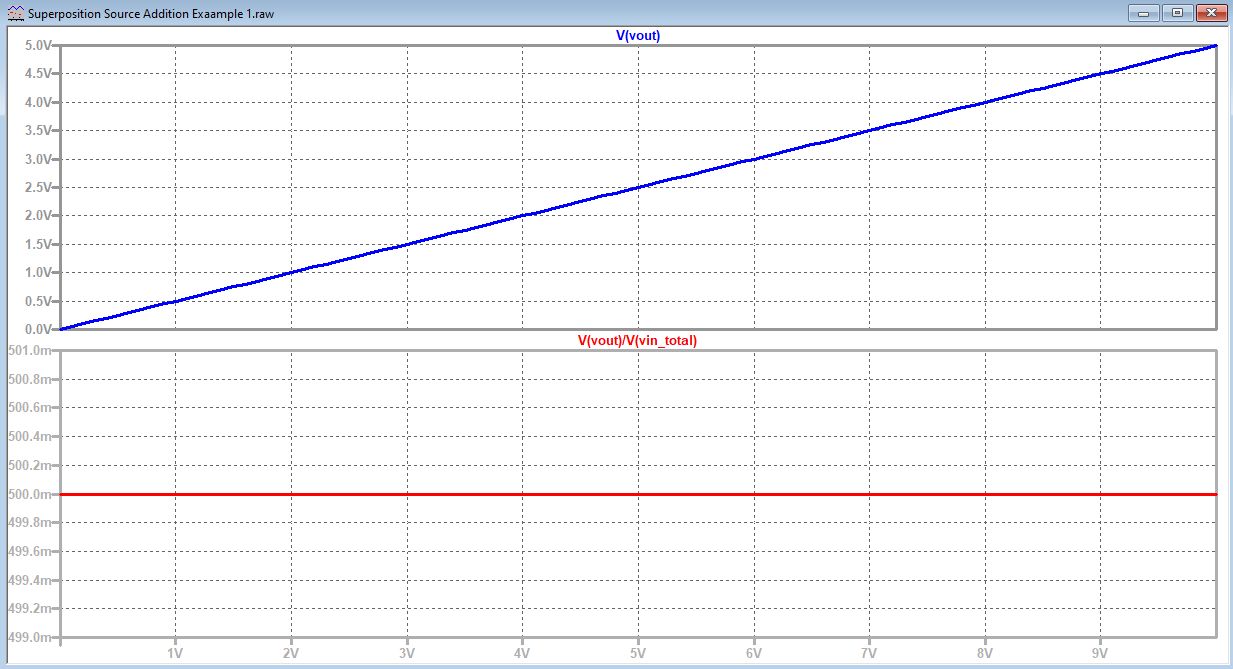 Superposition Source Addition Exaample 1.raw
V(vout)
5.0V
4.5V
4.0V
3.5V
3.0V
2.5V
2.0V
1.5V
1.0V
0.5V
0.0V
V(vout)/V(vin_total)
501.0m
500.8m
500.6m
500.4m
500.2m
500.0m
499.8m
499.6m
499.4m
499.2m
499.0m
1V 2V 3V 4V 5V 6V 7V 8V 9V